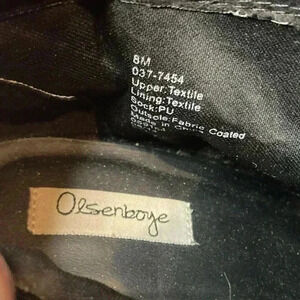 8M
037-7454
Upper:Textile
Lining:Textile
Sock:PU
Outsole:Fabric Coated
Made in China
Olsenboye